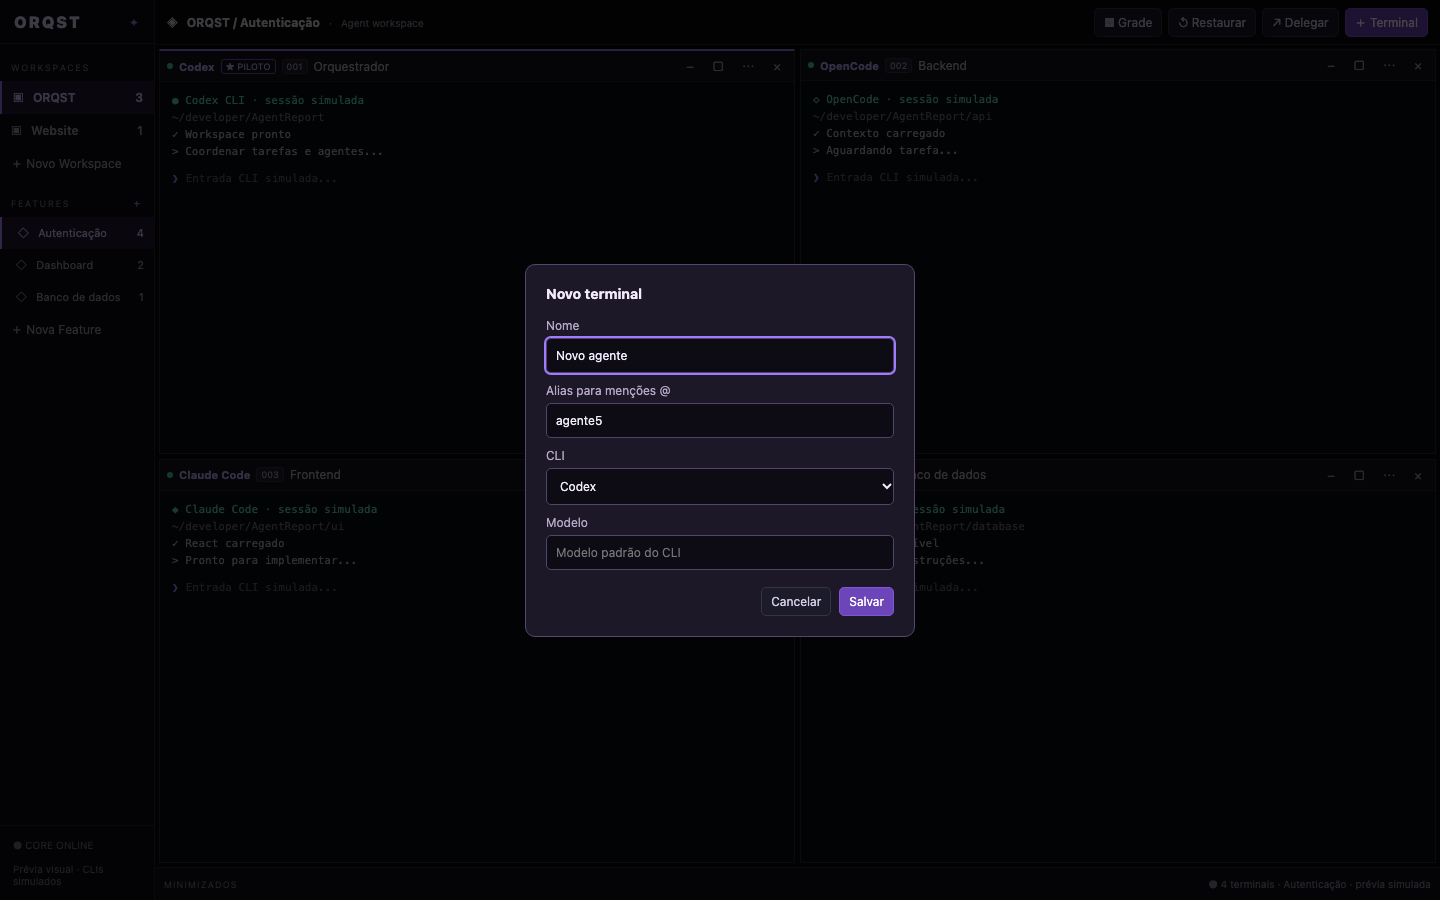 ORQST
WORKSPACES
ORQST 3
Website 1
+ Novo Workspace
FEATURES +
Autenticação 4
Dashboard 2
Banco de dados 1
+ Nova Feature
CORE ONLINE
Prévia visual · CLIs
simulados
ORQST / Autenticação · Agent workspace
Grade
Restaurar
Delegar
+ Terminal
Codex ★ PILOTO 001 Orquestrador
● Codex CLI · sessão simulada
~/developer/AgentReport
✓ Workspace pronto
> Coordenar tarefas e agentes...
❯ Entrada CLI simulada...
OpenCode 002 Backend
◇ OpenCode · sessão simulada
~/developer/AgentReport/api
✓ Contexto carregado
> Aguardando tarefa...
❯ Entrada CLI simulada...
Claude Code 003 Frontend
◆ Claude Code · sessão simulada
~/developer/AgentReport/ui
✓ React carregado
> Pronto para implementar...
❯ Entrada CLI simulada...
co de dados
essão simulada
ntReport/database
ível
struções...
mulada...
Novo terminal
Nome
Novo agente
Alias para menções @
agente5
CLI
Codex
Modelo
Modelo padrão do CLI
Cancelar
Salvar
MINIMIZADOS
4 terminais · Autenticação · prévia simulada